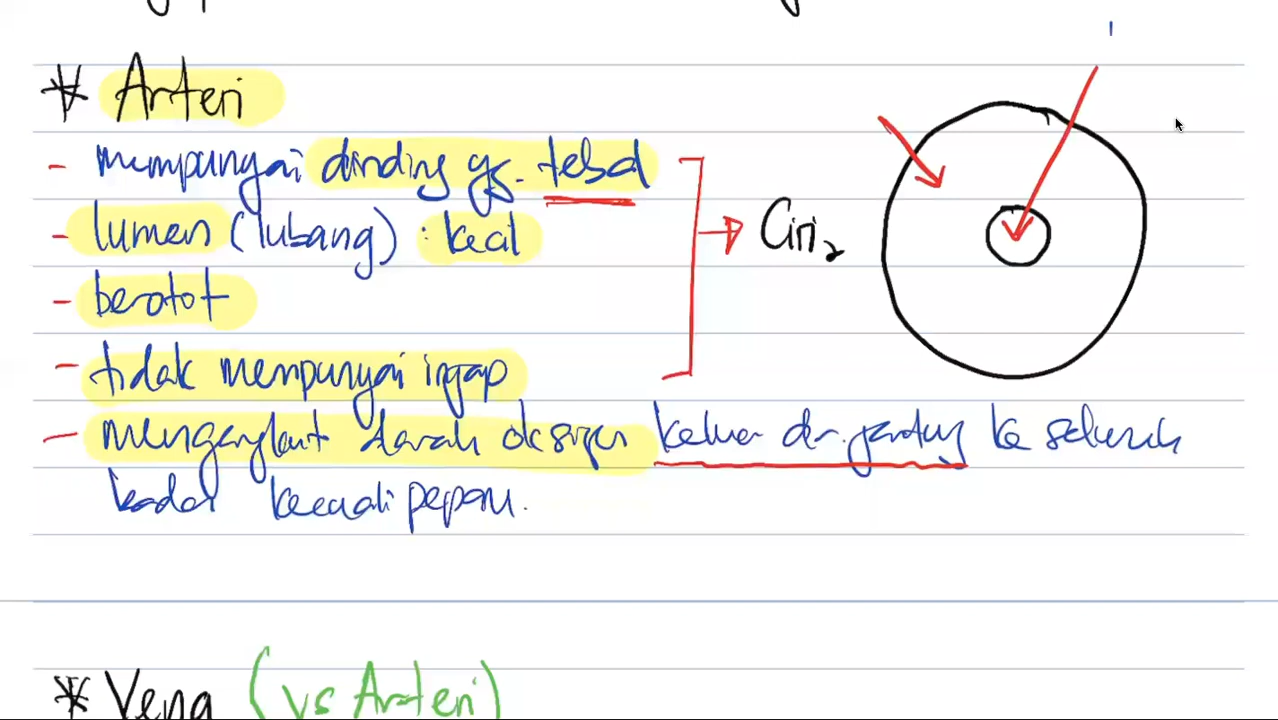 * Arteri
- mempunyai dinding yg. tebal
- lumen (lubang) : kecil
- berotot
- tidak mempunyai injap
Ciri2
- mengangkut darah oksigen keluar dr. jantung ke seluruh
badan kecuali peparu.
* Vena (vs Arteri)